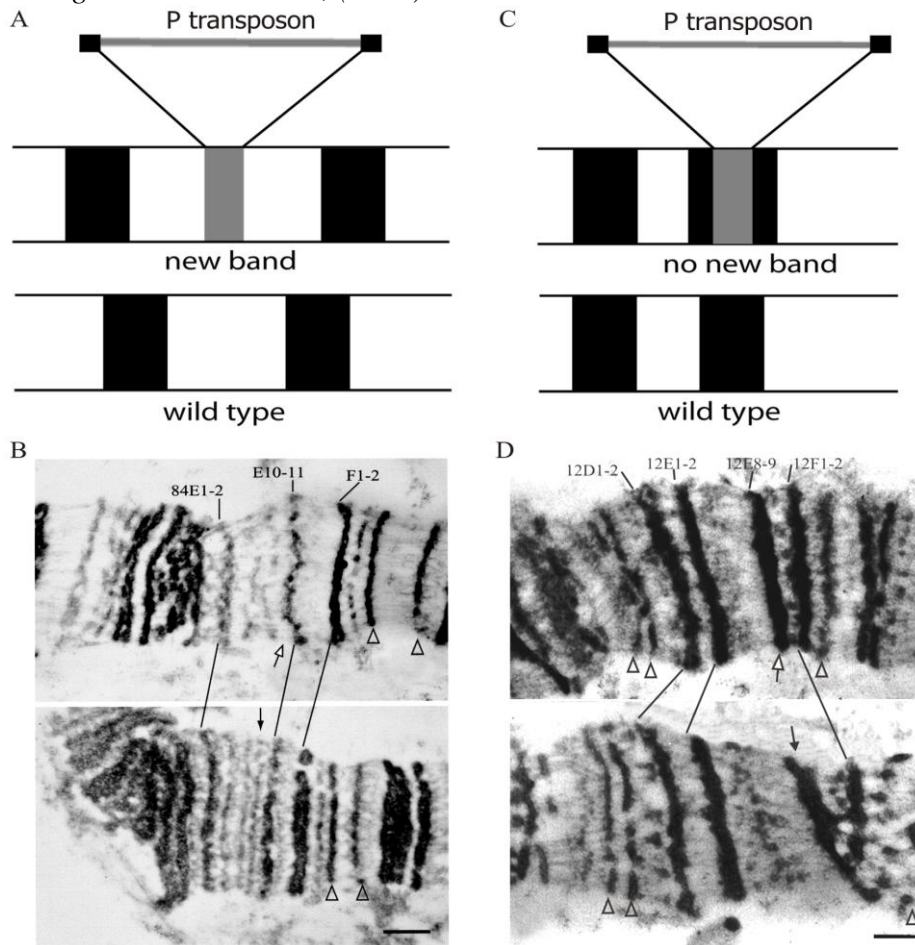 A
P transposon
new band
wild type
B
84E1-2
E10-11
F1-2
C
P transposon
no new band
wild type
D
12D1-2
12E1-2
12E8-9
12F1-2